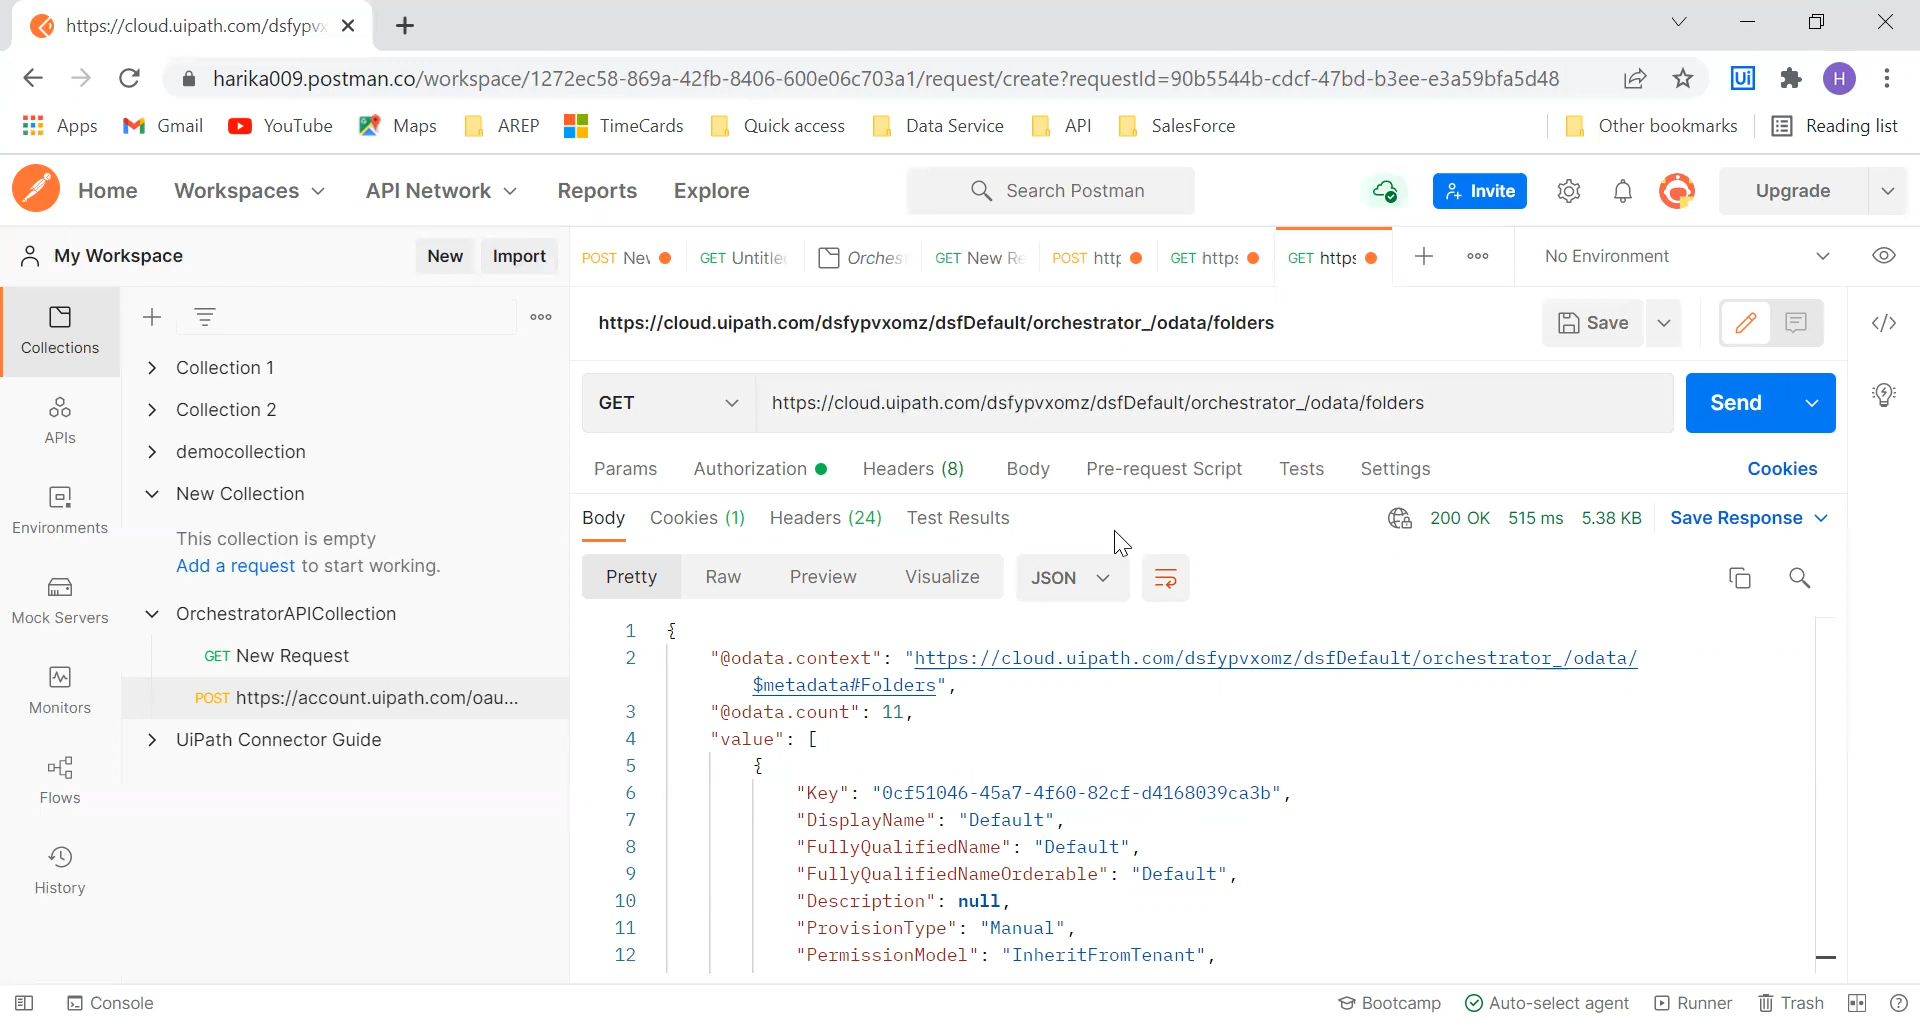 https://cloud.uipath.com/dsfypvx
harika009.postman.co/workspace/1272ec58-869a-42fb-8406-600e06c703a1/request/create?requestId=90b5544b-cdcf-47bd-b3ee-e3a59bfa5d48
Ui
H
Apps Gmail YouTube Maps AREP TimeCards Quick access Data Service API SalesForce Other bookmarks Reading list
Home Workspaces API Network Reports Explore Search Postman Invite Upgrade
My Workspace New Import
POST Nev GET Untitle Orches GET New Re POST http GET https GET https No Environment
Collections
APIs
Environments
Mock Servers
Monitors
Flows
History
Collection 1
Collection 2
democollection
New Collection
This collection is empty
Add a request to start working.
OrchestratorAPICollection
GET New Request
POST https://account.uipath.com/oau...
UiPath Connector Guide
https://cloud.uipath.com/dsfypvxomz/dsfDefault/orchestrator_/odata/folders Save
GET https://cloud.uipath.com/dsfypvxomz/dsfDefault/orchestrator_/odata/folders Send
Params Authorization Headers (8) Body Pre-request Script Tests Settings Cookies
Body Cookies (1) Headers (24) Test Results 200 OK 515 ms 5.38 KB Save Response
Pretty Raw Preview Visualize JSON
1 {
2 "@odata.context": "https://cloud.uipath.com/dsfypvxomz/dsfDefault/orchestrator_/odata/
$metadata#Folders",
3 "@odata.count": 11,
4 "value": [
5 {
6 "Key": "0cf51046-45a7-4f60-82cf-d4168039ca3b",
7 "DisplayName": "Default",
8 "FullyQualifiedName": "Default",
9 "FullyQualifiedNameOrderable": "Default",
10 "Description": null,
11 "ProvisionType": "Manual",
12 "PermissionModel": "InheritFromTenant",
Console Bootcamp Auto-select agent Runner Trash